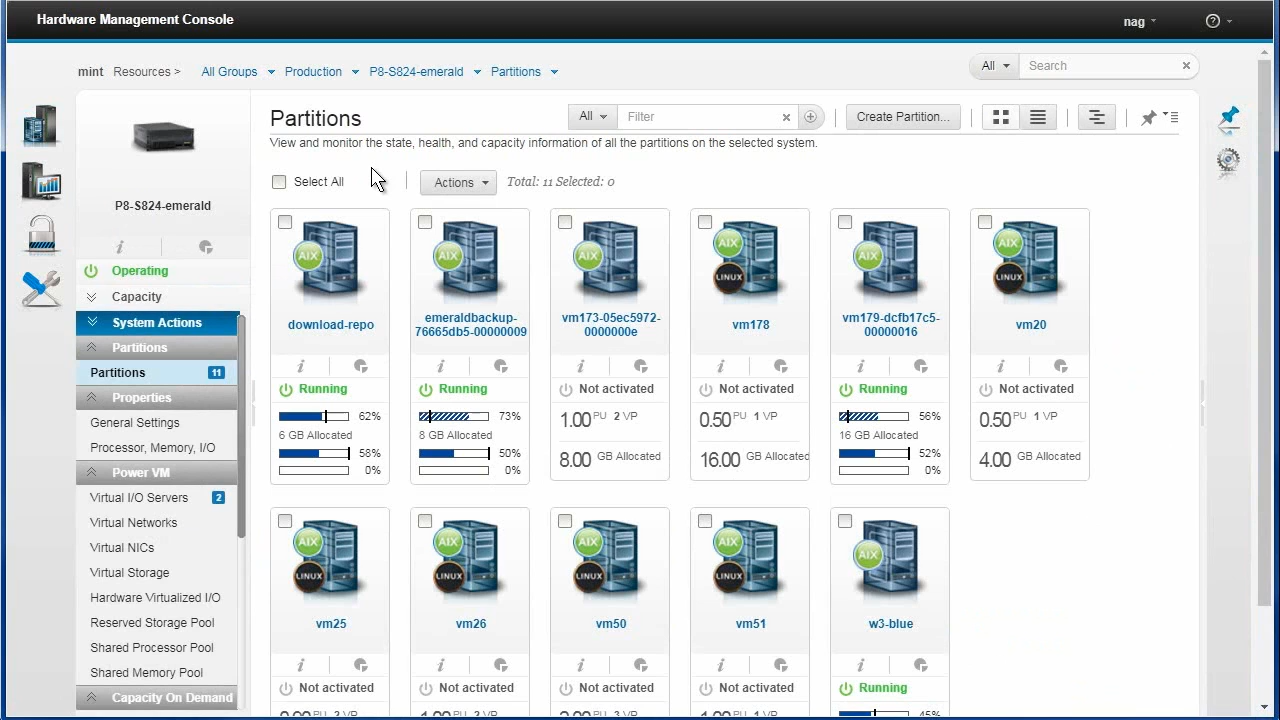 Hardware Management Console
nag
?
mint Resources > All Groups Production P8-S824-emerald Partitions
All Search
Partitions
All Filter
Create Partition...
View and monitor the state, health, and capacity information of all the partitions on the selected system.
Select All Actions Total: 11 Selected: 0
P8-S824-emerald
Operating
Capacity
System Actions
Partitions
Partitions 11
Properties
General Settings
Processor, Memory, I/O
Power VM
Virtual I/O Servers 2
Virtual Networks
Virtual NICs
Virtual Storage
Hardware Virtualized I/O
Reserved Storage Pool
Shared Processor Pool
Shared Memory Pool
Capacity On Demand
AIX
download-repo
Running
62%
6 GB Allocated
58%
0%
AIX
emeraldbackup-
76665db5-00000009
Running
73%
8 GB Allocated
50%
0%
AIX
vm173-05ec5972-
0000000e
Not activated
1.00 PU 2 VP
8.00 GB Allocated
AIX
LINUX
vm178
Not activated
0.50 PU 1 VP
16.00 GB Allocated
AIX
vm179-dcfb17c5-
00000016
Running
56%
16 GB Allocated
52%
0%
AIX
LINUX
vm20
Not activated
0.50 PU 1 VP
4.00 GB Allocated
AIX
LINUX
vm25
Not activated
AIX
LINUX
vm26
Not activated
AIX
LINUX
vm50
Not activated
AIX
LINUX
vm51
Not activated
AIX
w3-blue
Running
45%